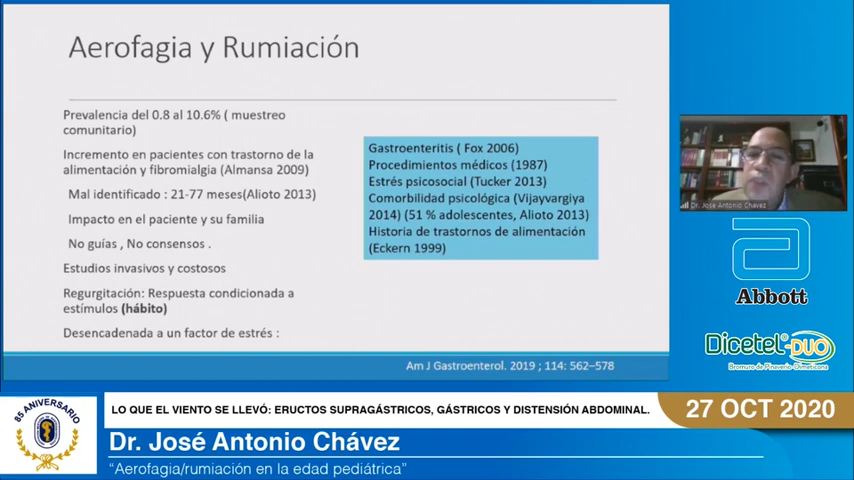 Aerofagia y Rumiación
Prevalencia del 0.8 al 10.6% ( muestreo
comunitario)
Incremento en pacientes con trastorno de la
alimentación y fibromialgia (Almansa 2009)
Mal identificado : 21-77 meses(Alioto 2013)
Impacto en el paciente y su familia
No guías , No consensos .
Estudios invasivos y costosos
Regurgitación: Respuesta condicionada a
estímulos (hábito)
Desencadenada a un factor de estrés :
Gastroenteritis ( Fox 2006)
Procedimientos médicos (1987)
Estrés psicosocial (Tucker 2013)
Comorbilidad psicológica (Vijayvargiya
2014) (51 % adolescentes, Alioto 2013)
Historia de trastornos de alimentación
(Eckern 1999)
Am J Gastroenterol. 2019 ; 114: 562–578
Dr. José Antonio Chavez
Abbott
Dicetel®-DUO
Bromuro de Pinaverio-Dimeticona
85 ANIVERSARIO
LO QUE EL VIENTO SE LLEVÓ: ERUCTOS SUPRAGÁSTRICOS, GÁSTRICOS Y DISTENSIÓN ABDOMINAL.
27 OCT 2020
Dr. José Antonio Chávez
“Aerofagia/rumiación en la edad pediátrica”